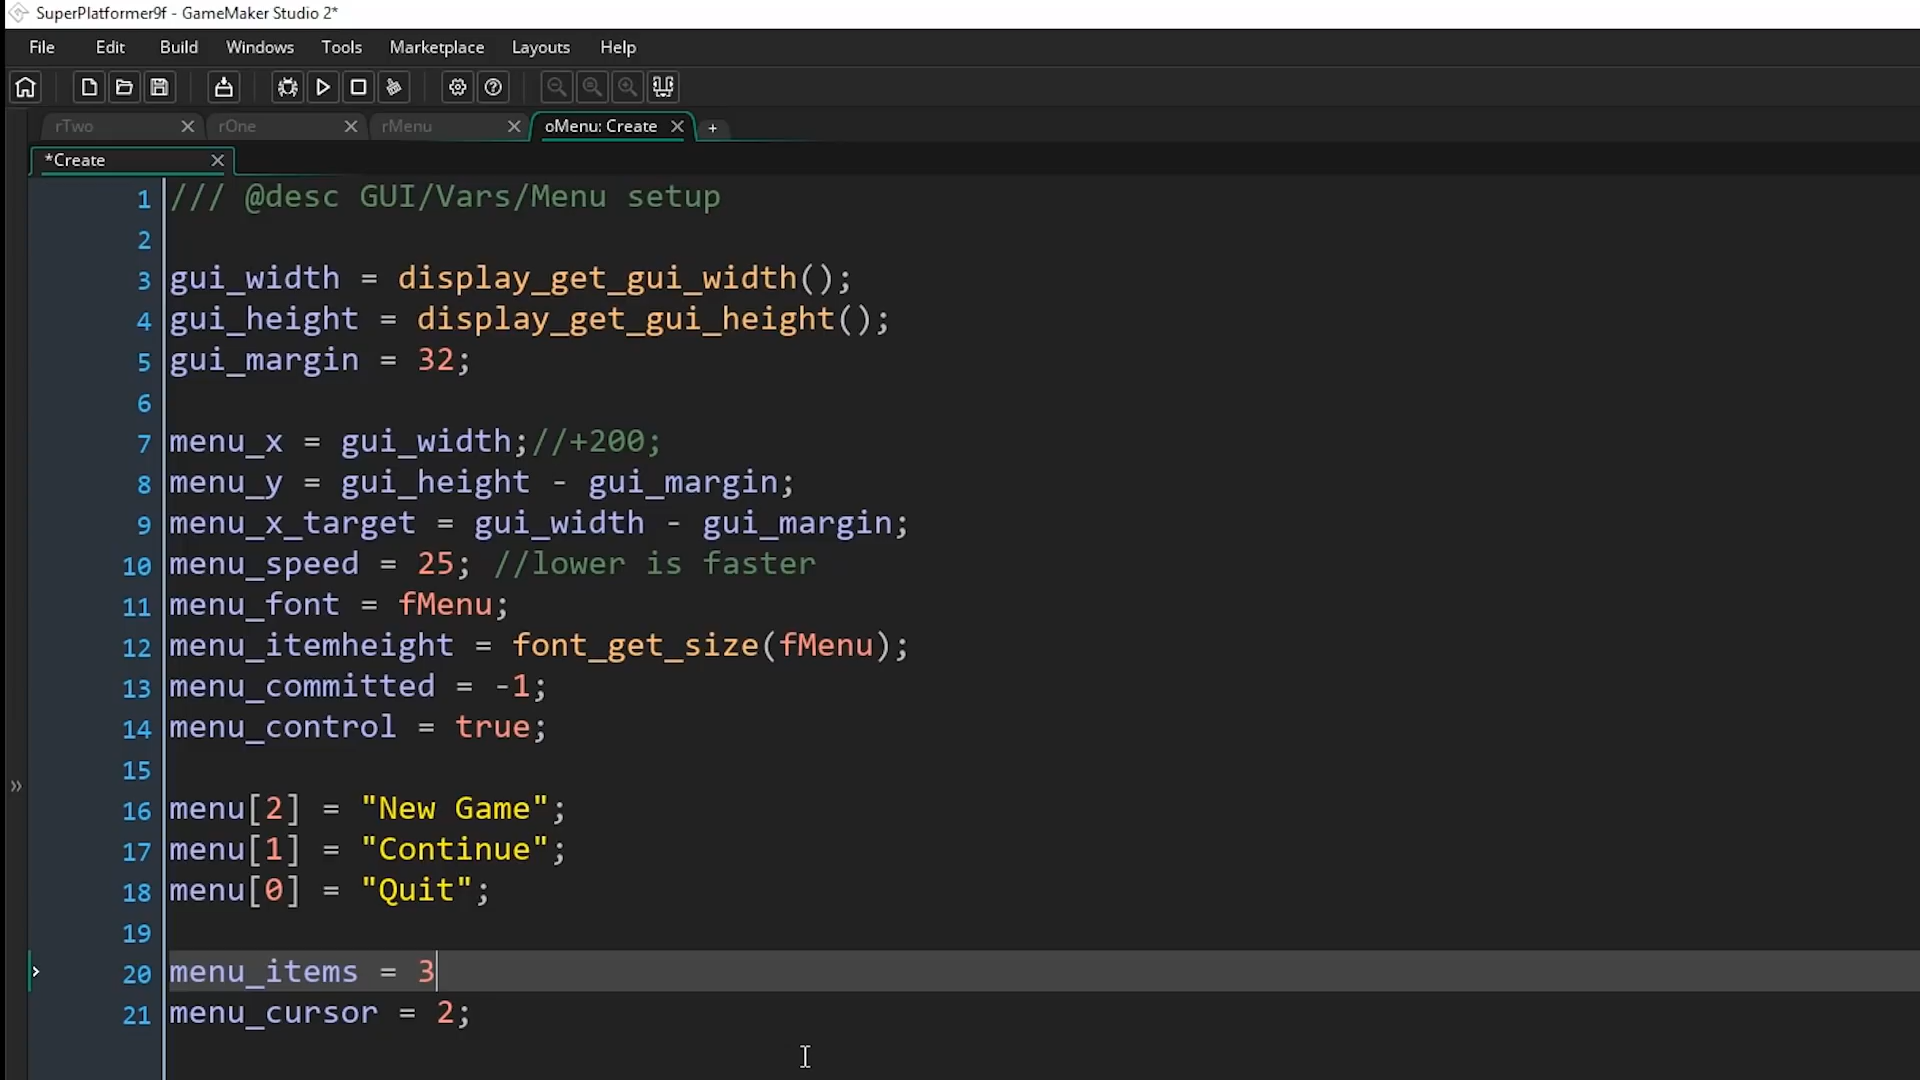 SuperPlatformer9f - GameMaker Studio 2*
File Edit Build Windows Tools Marketplace Layouts Help
rTwo rOne rMenu oMenu: Create +
*Create
1 /// @desc GUI/Vars/Menu setup
2
3 gui_width = display_get_gui_width();
4 gui_height = display_get_gui_height();
5 gui_margin = 32;
6
7 menu_x = gui_width;//+200;
8 menu_y = gui_height - gui_margin;
9 menu_x_target = gui_width - gui_margin;
10 menu_speed = 25; //lower is faster
11 menu_font = fMenu;
12 menu_itemheight = font_get_size(fMenu);
13 menu_committed = -1;
14 menu_control = true;
15
16 menu[2] = "New Game";
17 menu[1] = "Continue";
18 menu[0] = "Quit";
19
20 menu_items = 3
21 menu_cursor = 2;